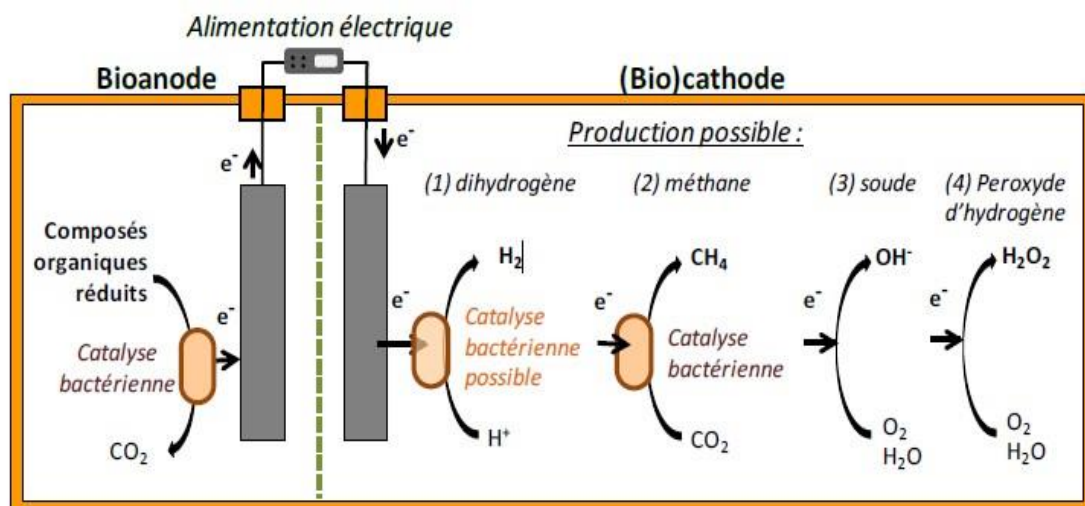 Alimentation électrique
Bioanode
(Bio)cathode
Production possible :
e-
e-
(1) dihydrogène
(2) méthane
(3) soude
(4) Peroxyde
d'hydrogène
Composés
organiques
réduits
H2
CH4
OH-
H2O2
e-
e-
e-
e-
e-
Catalyse
bactérienne
Catalyse
bactérienne
possible
Catalyse
bactérienne
CO2
H+
CO2
O2
H2O
O2
H2O